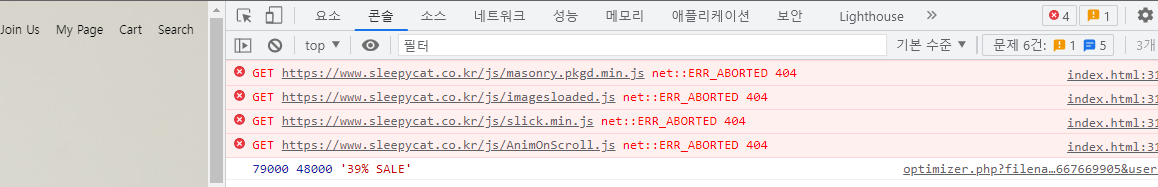 Join Us My Page Cart Search
요소 콘솔 소스 네트워크 성능 메모리 애플리케이션 보안 Lighthouse » 4 1
top ▼ 필터 기본 수준 ▼ 문제 6건: 1 5 3개
GET https://www.sleepycat.co.kr/js/masonry.pkgd.min.js net::ERR_ABORTED 404 index.html:31
GET https://www.sleepycat.co.kr/js/imagesloaded.js net::ERR_ABORTED 404 index.html:31
GET https://www.sleepycat.co.kr/js/slick.min.js net::ERR_ABORTED 404 index.html:31
GET https://www.sleepycat.co.kr/js/AnimOnScroll.js net::ERR_ABORTED 404 index.html:31
79000 48000 '39% SALE' optimizer.php?filena…667669905&user